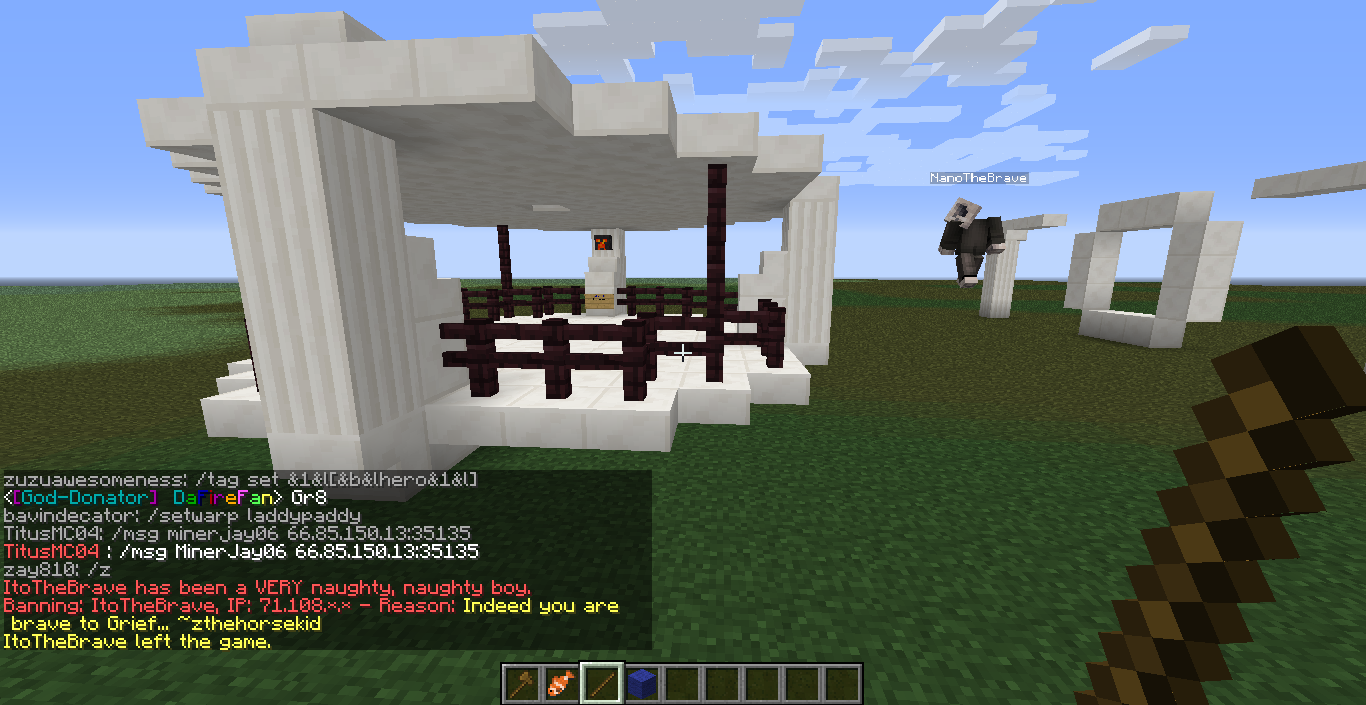 NanoTheBrave
zuzuawesomeness: /tag set &1&l[&b&lhero&1&l]
<[God-Donator] DaFireFan> Gr8
bavindecator: /setwarp laddypaddy
TitusMC04: /msg minerjay06 66.85.150.13:35135
TitusMC04 : /msg MinerJay06 66.85.150.13:35135
zay810: /z
ItoTheBrave has been a VERY naughty, naughty boy.
Banning: ItoTheBrave, IP: 71.108.*.* - Reason: Indeed you are
brave to Grief... ~zthehorsekid
ItoTheBrave left the game.